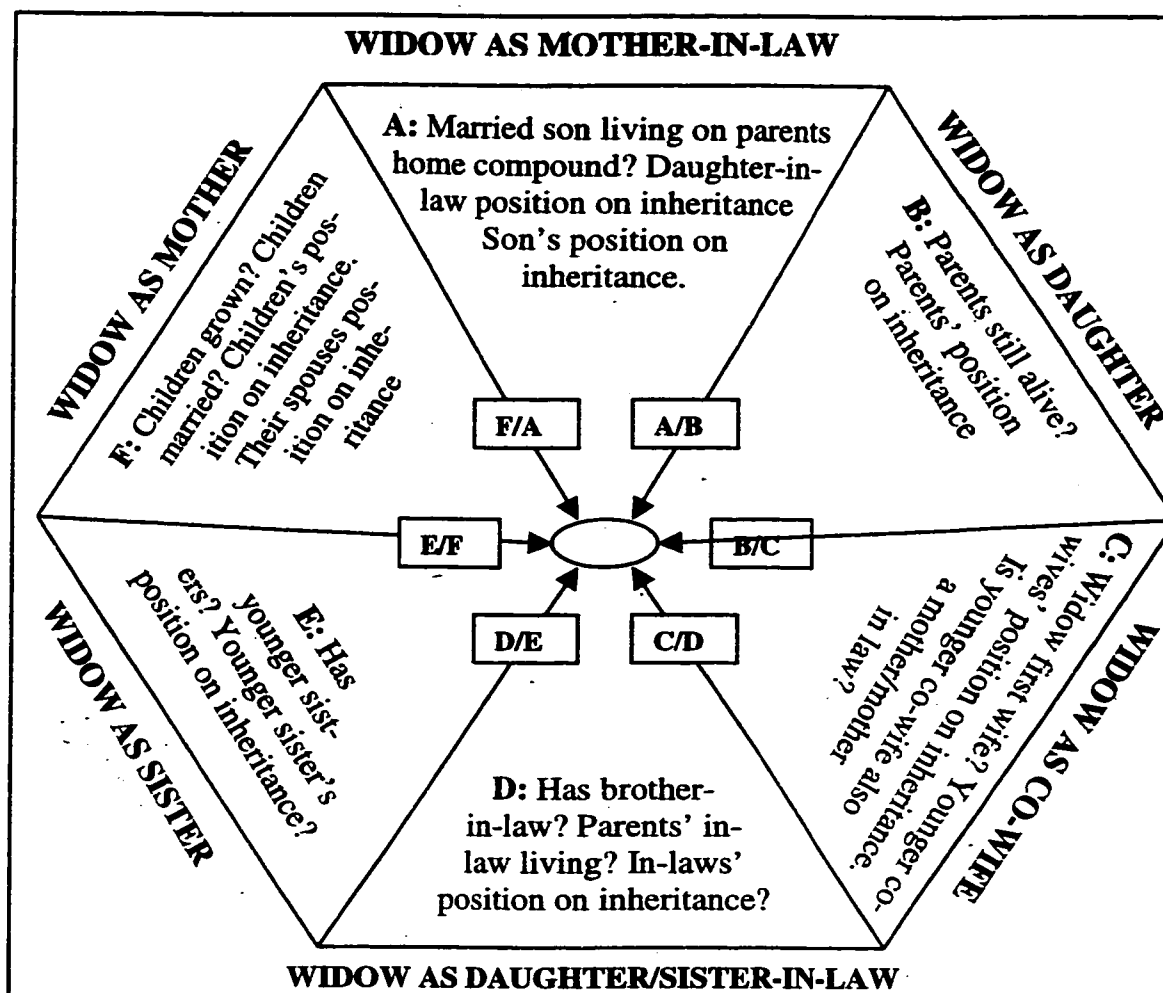 WIDOW AS MOTHER-IN-LAW
A: Married son living on parents
home compound? Daughter-in-
law position on inheritance
Son's position on
inheritance.
WIDOW AS DAUGHTER
B: Parents still alive?
Parents' position
on inheritance
WIDOW AS CO-WIFE
C: Widow first wife? Younger co-
wives' position on inheritance.
Is younger co-wife also
a mother/mother
in law?
WIDOW AS DAUGHTER/SISTER-IN-LAW
D: Has brother-
in-law? Parents' in-
law living? In-laws'
position on inheritance?
WIDOW AS SISTER
E: Has
younger sist-
ers? Younger sister's
position on inheritance?
WIDOW AS MOTHER
F: Children grown? Children
married? Children's pos-
ition on inheritance.
Their spouses pos-
ition on inhe-
ritance
F/A
A/B
E/F
B/C
D/E
C/D